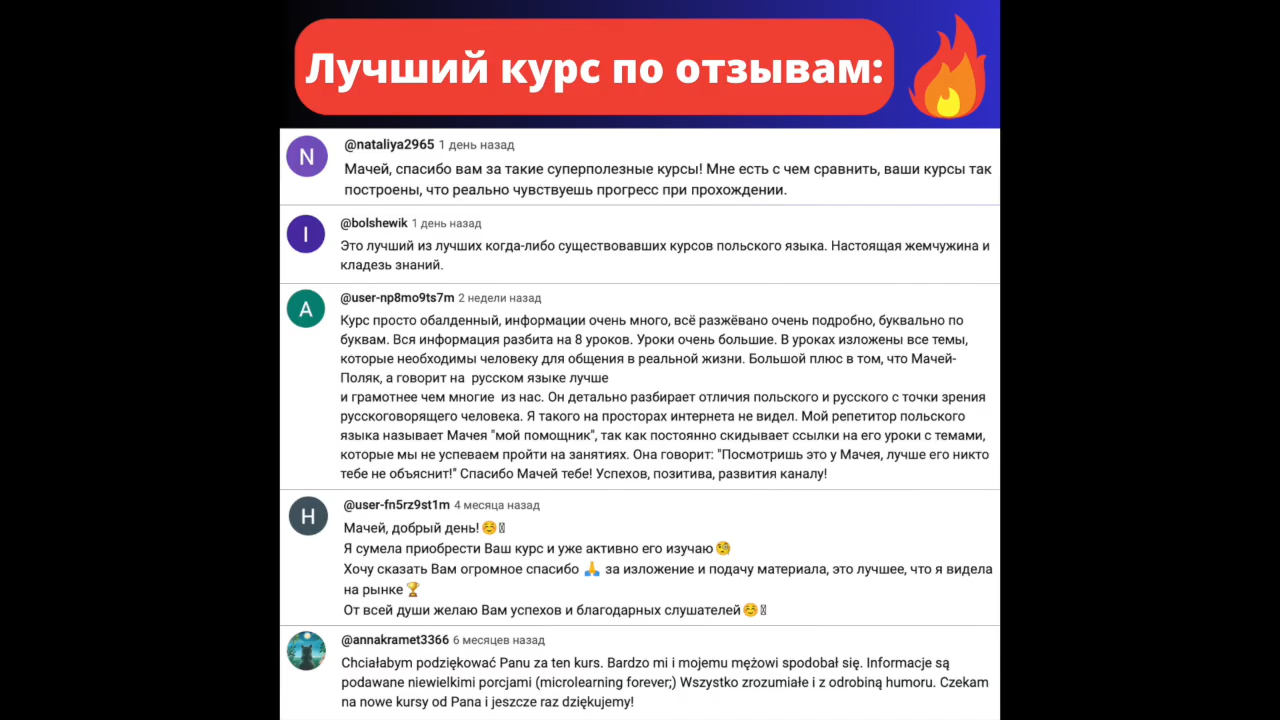 Лучший курс по отзывам:
N
@nataliya2965 1 день назад
Мачей, спасибо вам за такие суперполезные курсы! Мне есть с чем сравнить, ваши курсы так
построены, что реально чувствуешь прогресс при прохождении.
I
@bolshewik 1 день назад
Это лучший из лучших когда-либо существовавших курсов польского языка. Настоящая жемчужина и
кладезь знаний.
A
@user-np8mo9ts7m 2 недели назад
Курс просто обалденный, информации очень много, всё разжёвано очень подробно, буквально по
буквам. Вся информация разбита на 8 уроков. Уроки очень большие. В уроках изложены все темы,
которые необходимы человеку для общения в реальной жизни. Большой плюс в том, что Мачей-
Поляк, а говорит на русском языке лучше
и грамотнее чем многие из нас. Он детально разбирает отличия польского и русского с точки зрения
русскоговорящего человека. Я такого на просторах интернета не видел. Мой репетитор польского
языка называет Мачея "мой помощник", так как постоянно скидывает ссылки на его уроки с темами,
которые мы не успеваем пройти на занятиях. Она говорит: "Посмотришь это у Мачея, лучше его никто
тебе не объяснит!" Спасибо Мачей тебе! Успехов, позитива, развития каналу!
Н
@user-fn5rz9st1m 4 месяца назад
Мачей, добрый день!☺️
Я сумела приобрести Ваш курс и уже активно его изучаю🧐
Хочу сказать Вам огромное спасибо 🙏 за изложение и подачу материала, это лучшее, что я видела
на рынке🏆
От всей души желаю Вам успехов и благодарных слушателей☺️
@annakramet3366 6 месяцев назад
Chciałabym podziękować Panu za ten kurs. Bardzo mi i mojemu mężowi spodobał się. Informacje są
podawane niewielkimi porcjami (microlearning forever;) Wszystko zrozumiałe i z odrobiną humoru. Czekam
na nowe kursy od Pana i jeszcze raz dziękujemy!